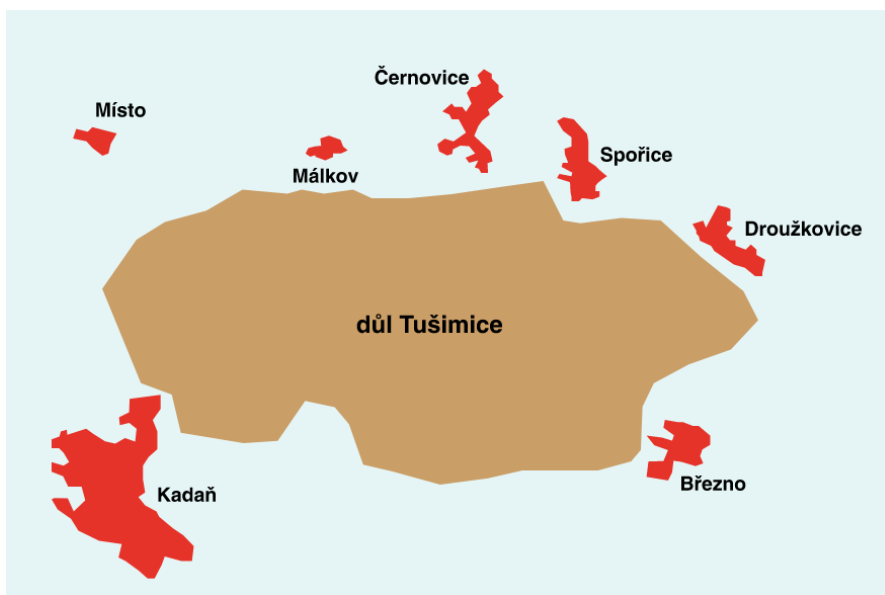 Černovice
Místo
Spořice
Málkov
Droužkovice
důl Tušimice
Březno
Kadaň